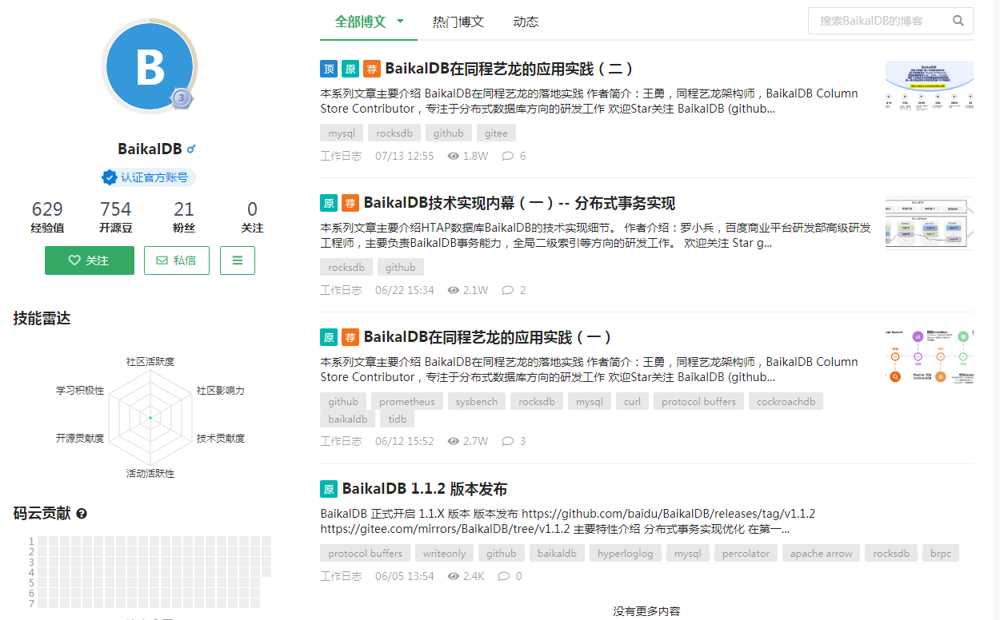 B
3
BaikalDB
认证官方账号
629 754 21 0
经验值 开源豆 粉丝 关注
关注 私信
技能雷达
社区活跃度
学习积极性 社区影响力
开源贡献度 技术贡献度
活动活跃性
码云贡献
1
2
3
4
5
6
7
全部博文 热门博文 动态
搜索BaikalDB的博客
顶 原 荐 BaikalDB在同程艺龙的应用实践（二）
本系列文章主要介绍 BaikalDB在同程艺龙的落地实践 作者简介：王勇，同程艺龙架构师，BaikalDB Column
Store Contributor，专注于分布式数据库方向的研发工作 欢迎Star关注 BaikalDB (github...
mysql rocksdb github gitee
工作日志 07/13 12:55 1.8W 6
原 荐 BaikalDB技术实现内幕（一）-- 分布式事务实现
本系列文章主要介绍HTAP数据库BaikalDB的技术实现细节。 作者介绍：罗小兵，百度商业平台研发部高级研发
工程师，主要负责BaikalDB事务能力，全局二级索引等方向的研发工作。 欢迎关注 Star g...
rocksdb github
工作日志 06/22 15:34 2.1W 2
原 荐 BaikalDB在同程艺龙的应用实践（一）
本系列文章主要介绍 BaikalDB在同程艺龙的落地实践 作者简介：王勇，同程艺龙架构师，BaikalDB Column
Store Contributor，专注于分布式数据库方向的研发工作 欢迎Star关注 BaikalDB (github...
github prometheus sysbench rocksdb mysql curl protocol buffers cockroachdb
baikaldb tidb
工作日志 06/12 15:52 2.7W 3
原 BaikalDB 1.1.2 版本发布
BaikalDB 正式开启 1.1.X 版本 版本发布 https://github.com/baidu/BaikalDB/releases/tag/v1.1.2
https://gitee.com/mirrors/BaikalDB/tree/v1.1.2 主要特性介绍 分布式事务实现优化 在第一...
protocol buffers writeonly github baikaldb hyperloglog mysql percolator apache arrow rocksdb brpc
工作日志 06/05 13:54 2.4K 0
没有更多内容